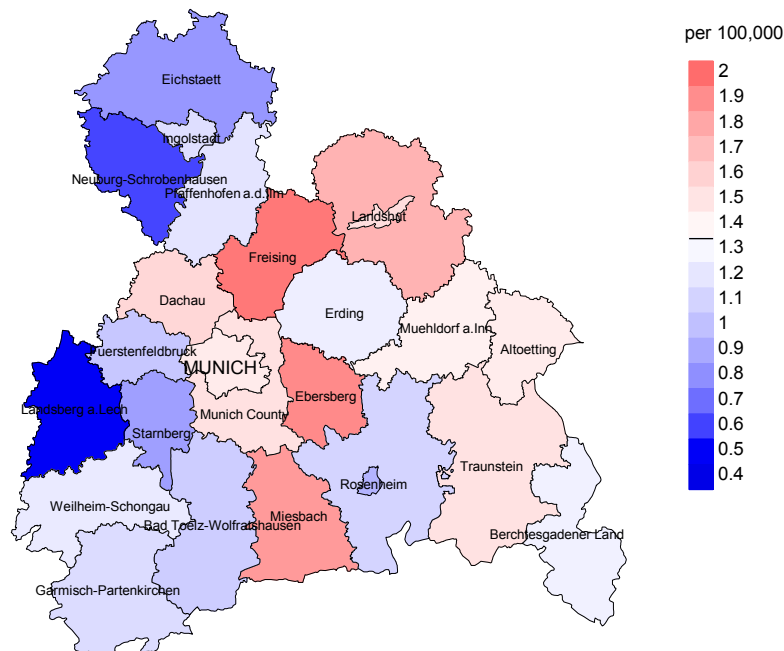 per 100,000
2
1.9
1.8
1.7
1.6
1.5
1.4
1.3
1.2
1.1
1
0.9
0.8
0.7
0.6
0.5
0.4
Eichstaett
Ingolstadt
Neuburg-Schrobenhausen
Pfaffenhofen a.d.Ilm
Landshut
Freising
Dachau
Erding
Muehldorf a.Inn
Altoetting
Fuerstenfeldbruck
MUNICH
Ebersberg
Landsberg a.Lech
Munich County
Starnberg
Traunstein
Rosenheim
Weilheim-Schongau
Miesbach
Bad Toelz-Wolfratshausen
Berchtesgadener Land
Garmisch-Partenkirchen